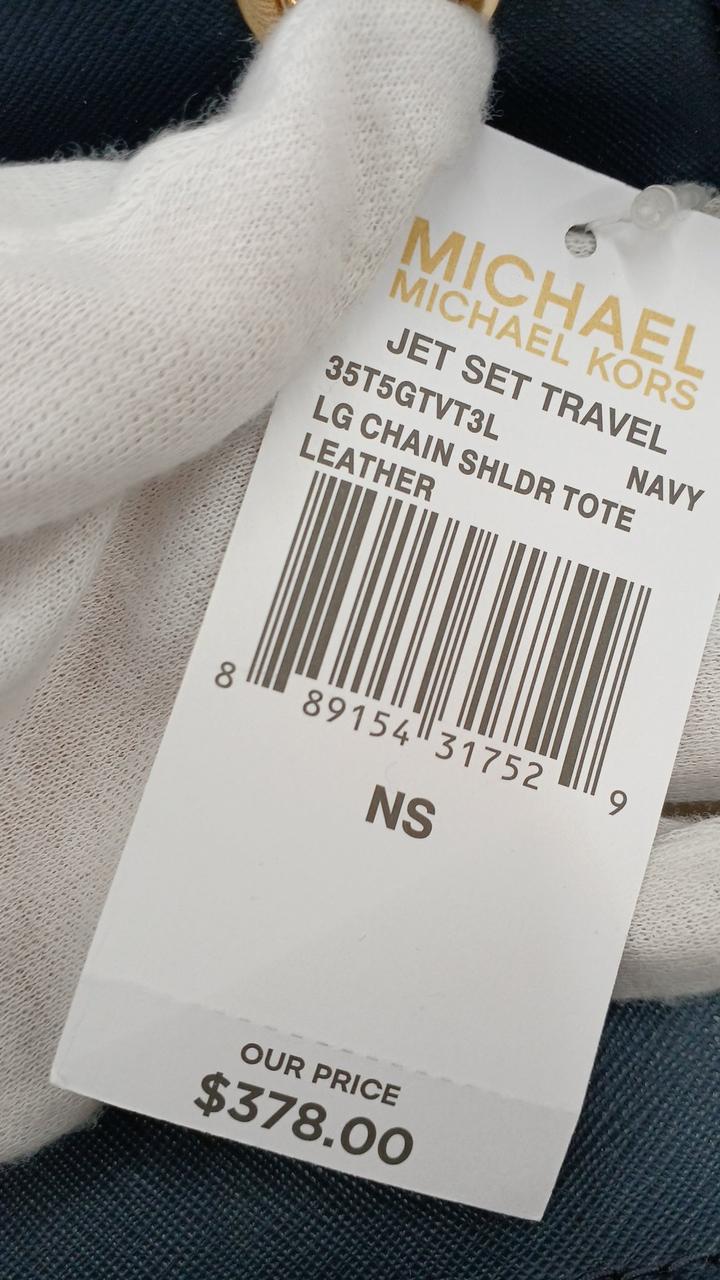 MICHAEL
MICHAEL KORS
JET SET TRAVEL
35T5GTVT3L
NAVY
LG CHAIN SHLDR TOTE
LEATHER
8 89154 31752 9
NS
OUR PRICE
$378.00